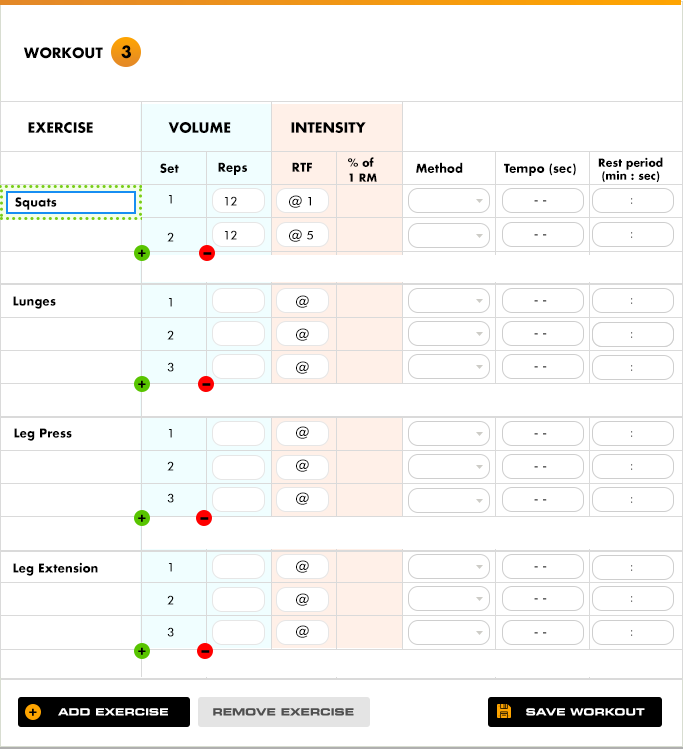 WORKOUT 3
EXERCISE VOLUME INTENSITY
Set Reps RTF % of 1 RM Method Tempo (sec) Rest period (min : sec)
Squats 1 12 @ 1 - - :
2 12 @ 5 - - :
+ -
Lunges 1 @ - - :
2 @ - - :
3 @ - - :
+ -
Leg Press 1 @ - - :
2 @ - - :
3 @ - - :
+ -
Leg Extension 1 @ - - :
2 @ - - :
3 @ - - :
+ -
+ ADD EXERCISE REMOVE EXERCISE SAVE WORKOUT